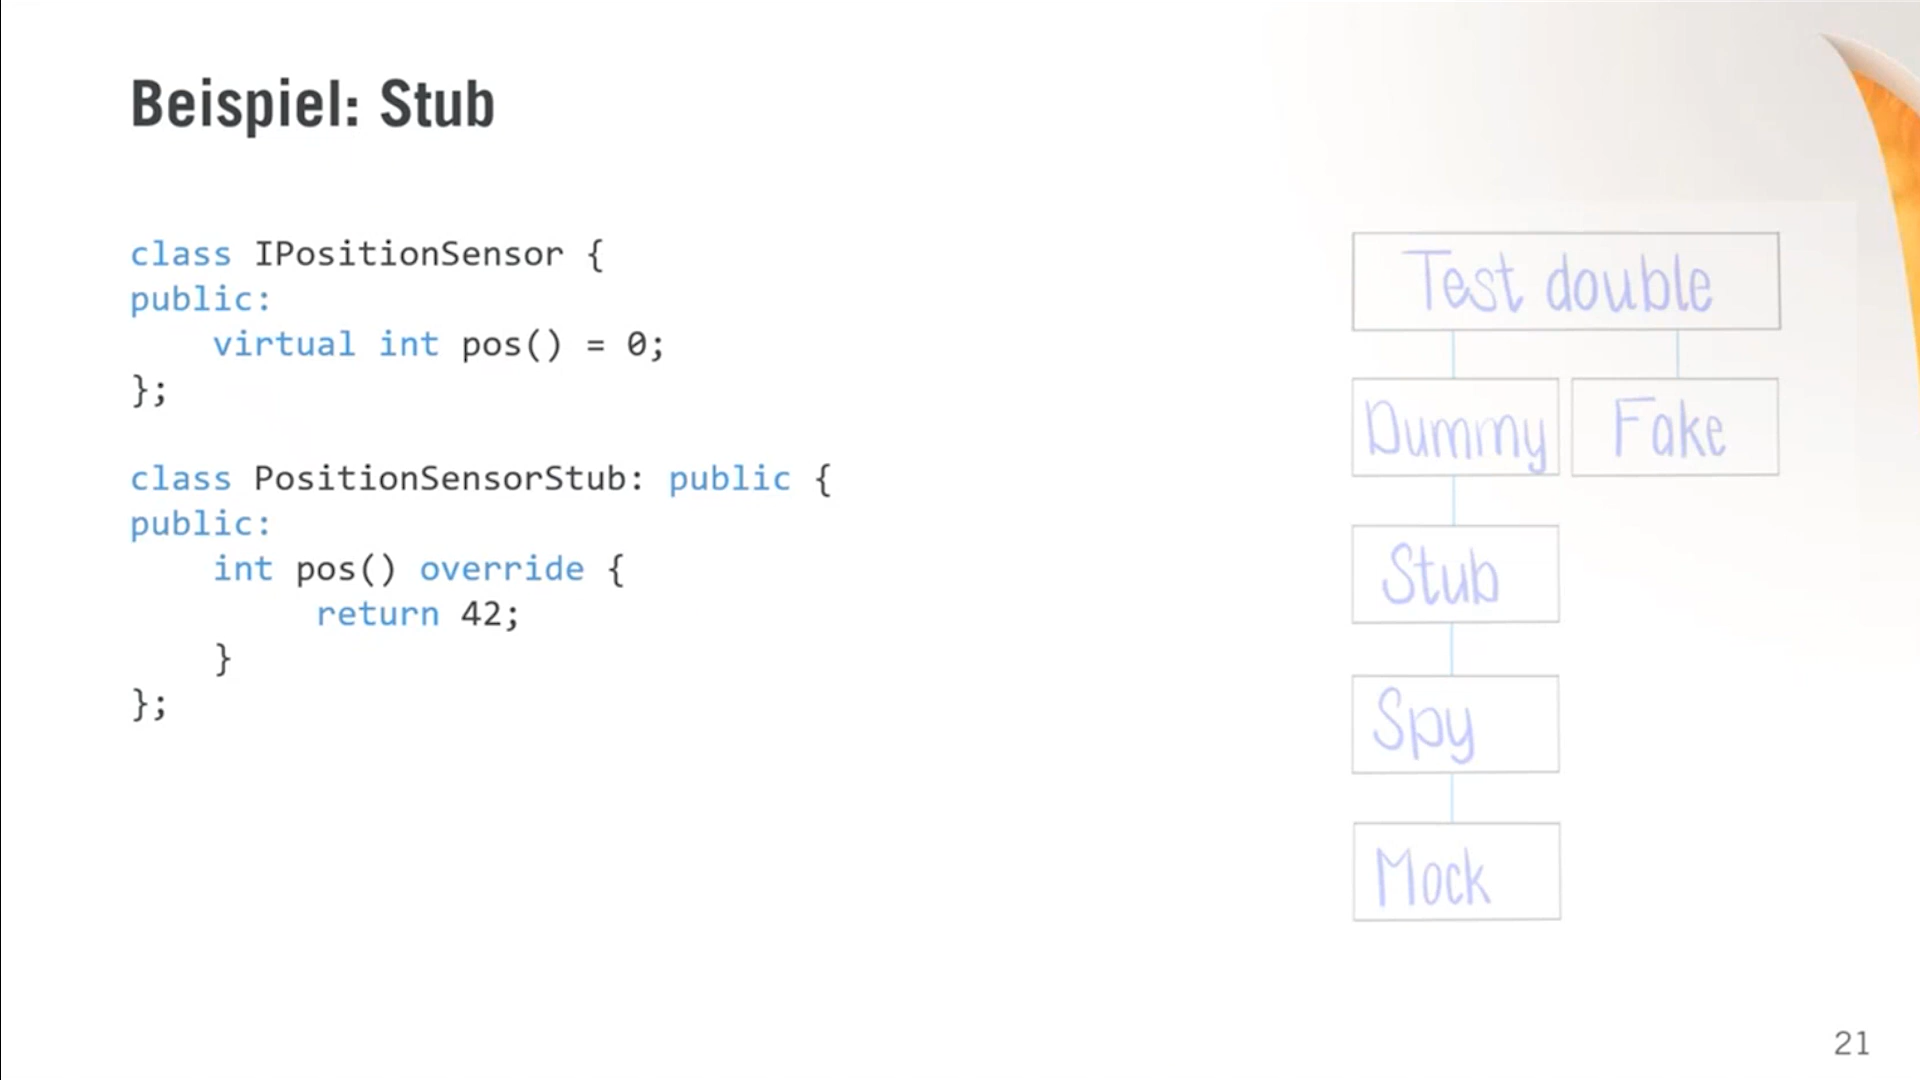 Beispiel: Stub
class IPositionSensor {
public:
    virtual int pos() = 0;
};
class PositionSensorStub: public {
public:
    int pos() override {
        return 42;
    }
};
Test double
Dummy
Fake
Stub
Spy
Mock
21